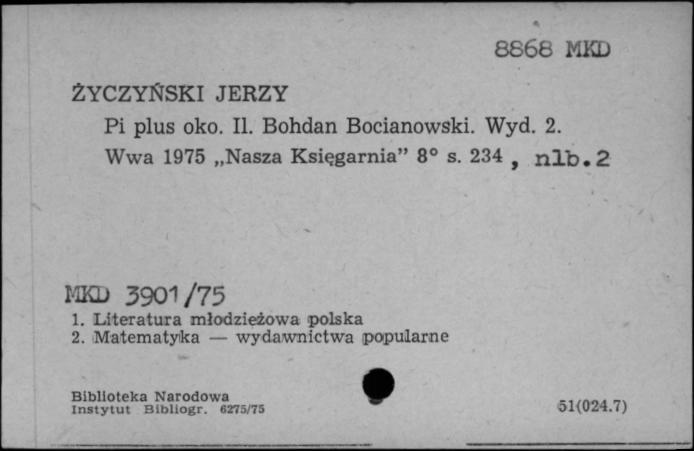 8868 MKD
ŻYCZYŃSKI JERZY
Pi plus oko. Il. Bohdan Bocianowski. Wyd. 2.
Wwa 1975 „Nasza Księgarnia” 8° s. 234 , nlb.2
MKD 3901/75
1. Literatura młodzieżowa polska
2. Matematyka — wydawnictwa popularne
Biblioteka Narodowa
Instytut Bibliogr. 6275/75
51(024.7)